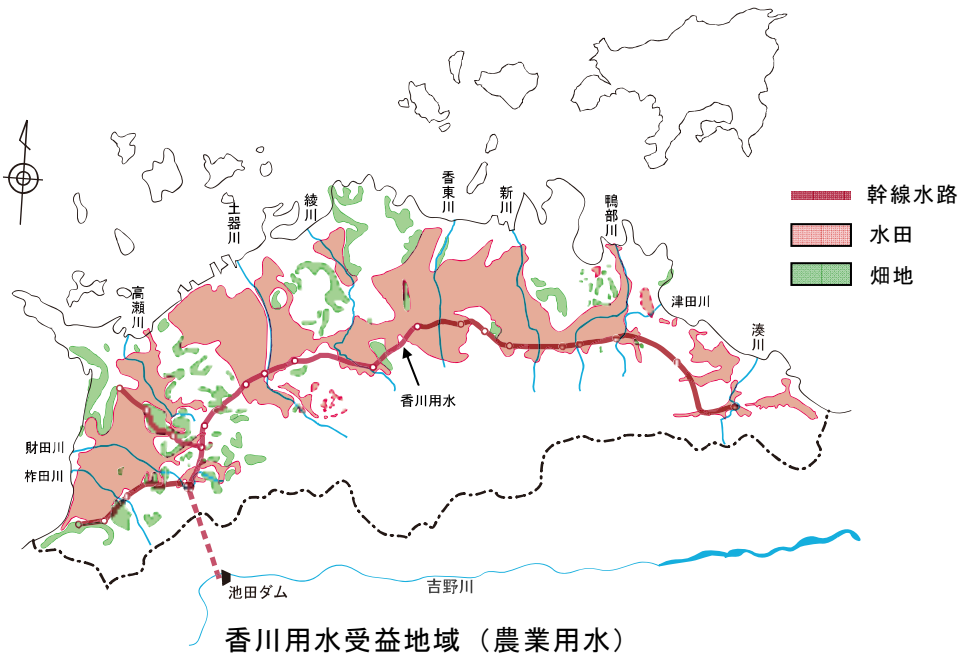 幹線水路
水田
畑地
香東川
新川
鴨部川
綾川
土器川
高瀬川
津田川
湊川
香川用水
財田川
柞田川
池田ダム
吉野川
香川用水受益地域（農業用水）